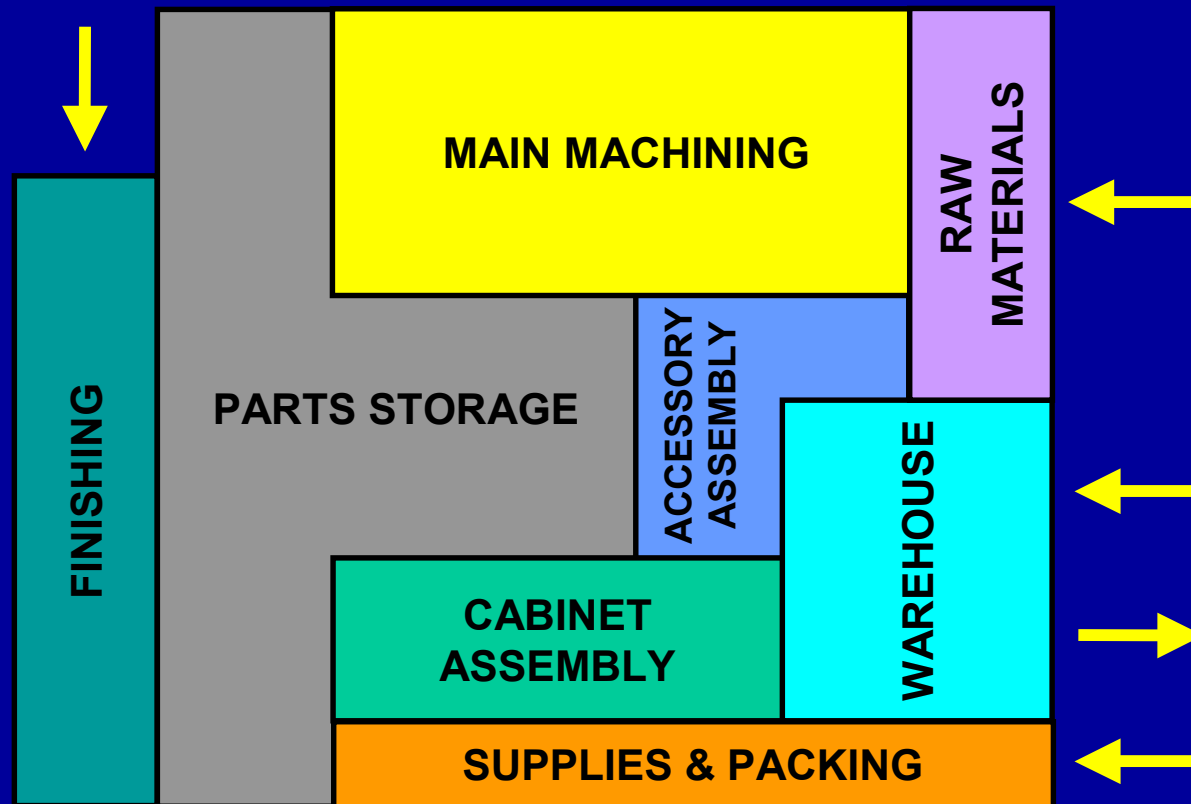 MAIN MACHINING
RAW
MATERIALS
PARTS STORAGE
ACCESSORY
ASSEMBLY
FINISHING
WAREHOUSE
CABINET
ASSEMBLY
SUPPLIES & PACKING